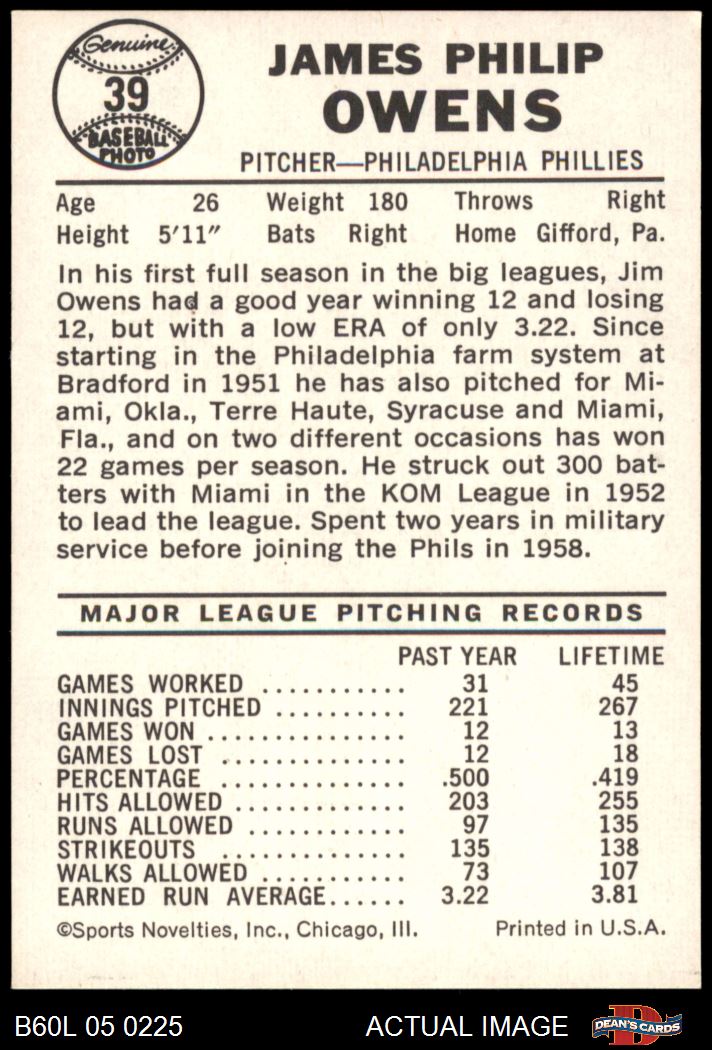 Genuine
39
BASEBALL
PHOTO
JAMES PHILIP
OWENS
PITCHER—PHILADELPHIA PHILLIES
Age 26 Weight 180 Throws Right
Height 5'11" Bats Right Home Gifford, Pa.
In his first full season in the big leagues, Jim
Owens had a good year winning 12 and losing
12, but with a low ERA of only 3.22. Since
starting in the Philadelphia farm system at
Bradford in 1951 he has also pitched for Mi-
ami, Okla., Terre Haute, Syracuse and Miami,
Fla., and on two different occasions has won
22 games per season. He struck out 300 bat-
ters with Miami in the KOM League in 1952
to lead the league. Spent two years in military
service before joining the Phils in 1958.
MAJOR LEAGUE PITCHING RECORDS
PAST YEAR LIFETIME
GAMES WORKED ........... 31 45
INNINGS PITCHED .......... 221 267
GAMES WON ............... 12 13
GAMES LOST .............. 12 18
PERCENTAGE .............. .500 .419
HITS ALLOWED ............. 203 255
RUNS ALLOWED ............ 97 135
STRIKEOUTS .............. 135 138
WALKS ALLOWED ........... 73 107
EARNED RUN AVERAGE...... 3.22 3.81
©Sports Novelties, Inc., Chicago, Ill. Printed in U.S.A.
B60L 05 0225 ACTUAL IMAGE
D
DEAN'S CARDS